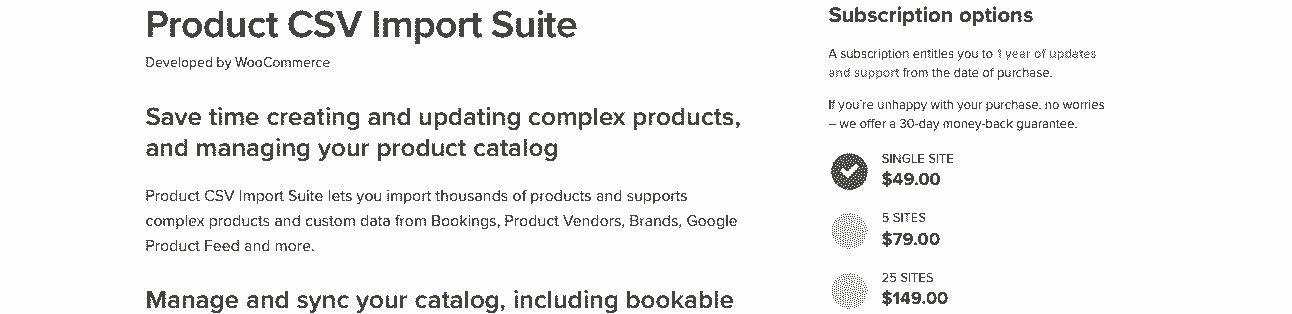 Product CSV Import Suite
Developed by WooCommerce
Save time creating and updating complex products,
and managing your product catalog
Product CSV Import Suite lets you import thousands of products and supports
complex products and custom data from Bookings, Product Vendors, Brands, Google
Product Feed and more.
Manage and sync your catalog, including bookable
Subscription options
A subscription entitles you to 1 year of updates
and support from the date of purchase.
If you're unhappy with your purchase, no worries
– we offer a 30-day money-back guarantee.
SINGLE SITE
$49.00
5 SITES
$79.00
25 SITES
$149.00